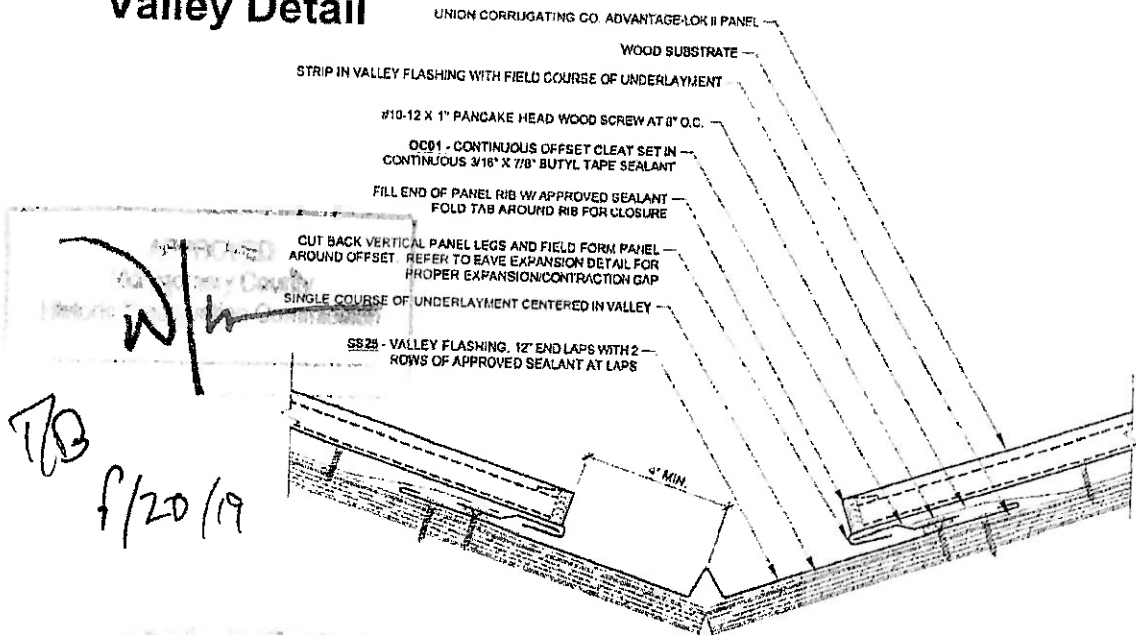 Valley Detail
UNION CORRUGATING CO. ADVANTAGE-LOK II PANEL
WOOD SUBSTRATE
STRIP IN VALLEY FLASHING WITH FIELD COURSE OF UNDERLAYMENT
#10-12 X 1" PANCAKE HEAD WOOD SCREW AT 8" O.C.
OC01 - CONTINUOUS OFFSET CLEAT SET IN
CONTINUOUS 3/16" X 7/8" BUTYL TAPE SEALANT
FILL END OF PANEL RIB W/ APPROVED SEALANT
FOLD TAB AROUND RIB FOR CLOSURE
APPROVED
CUT BACK VERTICAL PANEL LEGS AND FIELD FORM PANEL
AROUND OFFSET. REFER TO EAVE EXPANSION DETAIL FOR
PROPER EXPANSION/CONTRACTION GAP
Montgomery County
Historic Preservation Commission
SINGLE COURSE OF UNDERLAYMENT CENTERED IN VALLEY
SS25 - VALLEY FLASHING. 12" END LAPS WITH 2
ROWS OF APPROVED SEALANT AT LAPS
4" MIN.
/20/19